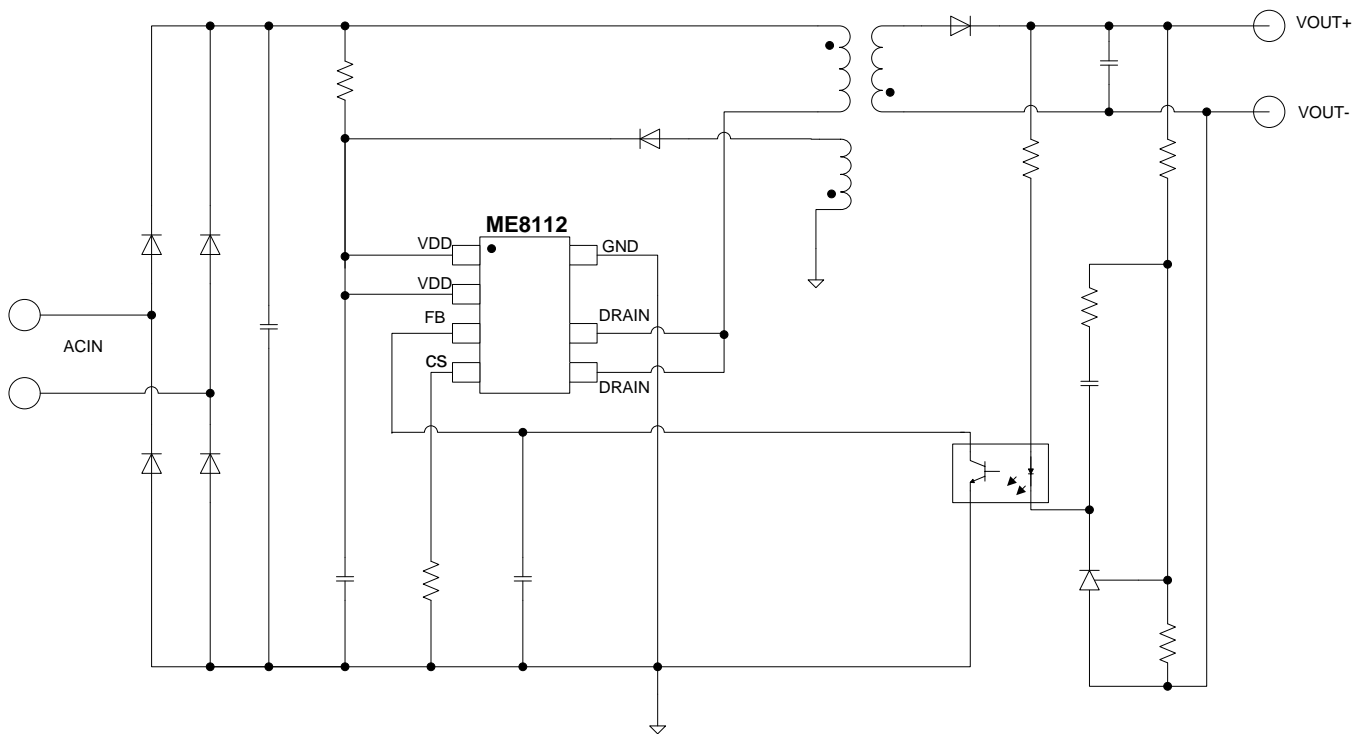 VOUT+
VOUT-
ME8112
VDD
GND
VDD
FB
DRAIN
ACIN
CS
DRAIN